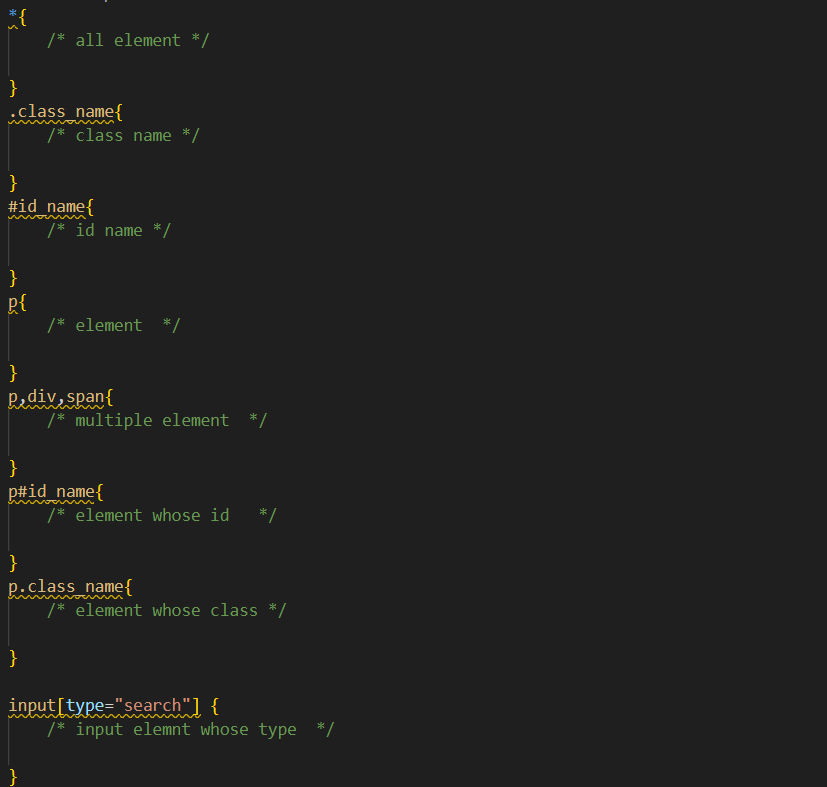 *{
    /* all element */
}
.class_name{
    /* class name */
}
#id_name{
    /* id name */
}
p{
    /* element  */
}
p,div,span{
    /* multiple element  */
}
p#id_name{
    /* element whose id   */
}
p.class_name{
    /* element whose class */
}
input[type="search"] {
    /* input elemnt whose type  */
}